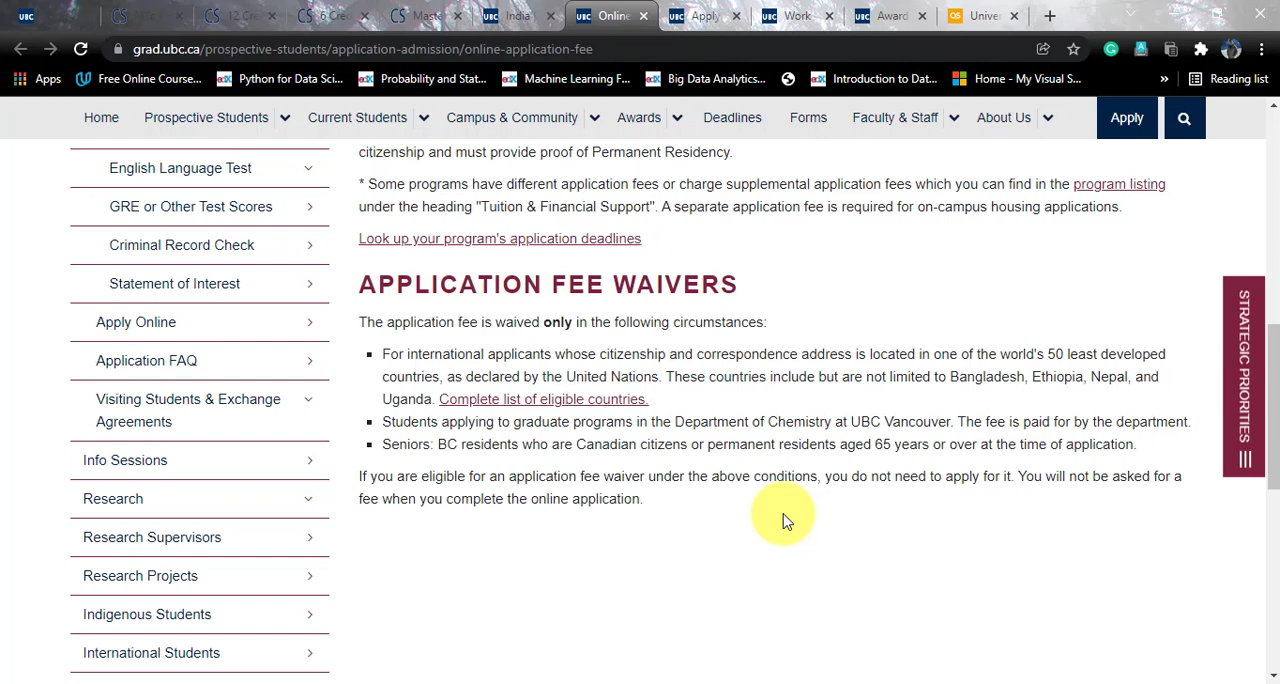 12 Cre
6 Cred
Maste
India
Online
Apply
Work
Award
Univer
grad.ubc.ca/prospective-students/application-admission/online-application-fee
Apps
Free Online Course...
Python for Data Sci...
Probability and Stat...
Machine Learning F...
Big Data Analytics...
Introduction to Dat...
Home - My Visual S...
»
Reading list
Home
Prospective Students
Current Students
Campus & Community
Awards
Deadlines
Forms
Faculty & Staff
About Us
Apply
English Language Test
GRE or Other Test Scores
Criminal Record Check
Statement of Interest
Apply Online
Application FAQ
Visiting Students & Exchange
Agreements
Info Sessions
Research
Research Supervisors
Research Projects
Indigenous Students
International Students
citizenship and must provide proof of Permanent Residency.
* Some programs have different application fees or charge supplemental application fees which you can find in the program listing
under the heading "Tuition & Financial Support". A separate application fee is required for on-campus housing applications.
Look up your program's application deadlines
APPLICATION FEE WAIVERS
The application fee is waived only in the following circumstances:
For international applicants whose citizenship and correspondence address is located in one of the world's 50 least developed
countries, as declared by the United Nations. These countries include but are not limited to Bangladesh, Ethiopia, Nepal, and
Uganda. Complete list of eligible countries.
Students applying to graduate programs in the Department of Chemistry at UBC Vancouver. The fee is paid for by the department.
Seniors: BC residents who are Canadian citizens or permanent residents aged 65 years or over at the time of application.
If you are eligible for an application fee waiver under the above conditions, you do not need to apply for it. You will not be asked for a
fee when you complete the online application.
STRATEGIC PRIORITIES